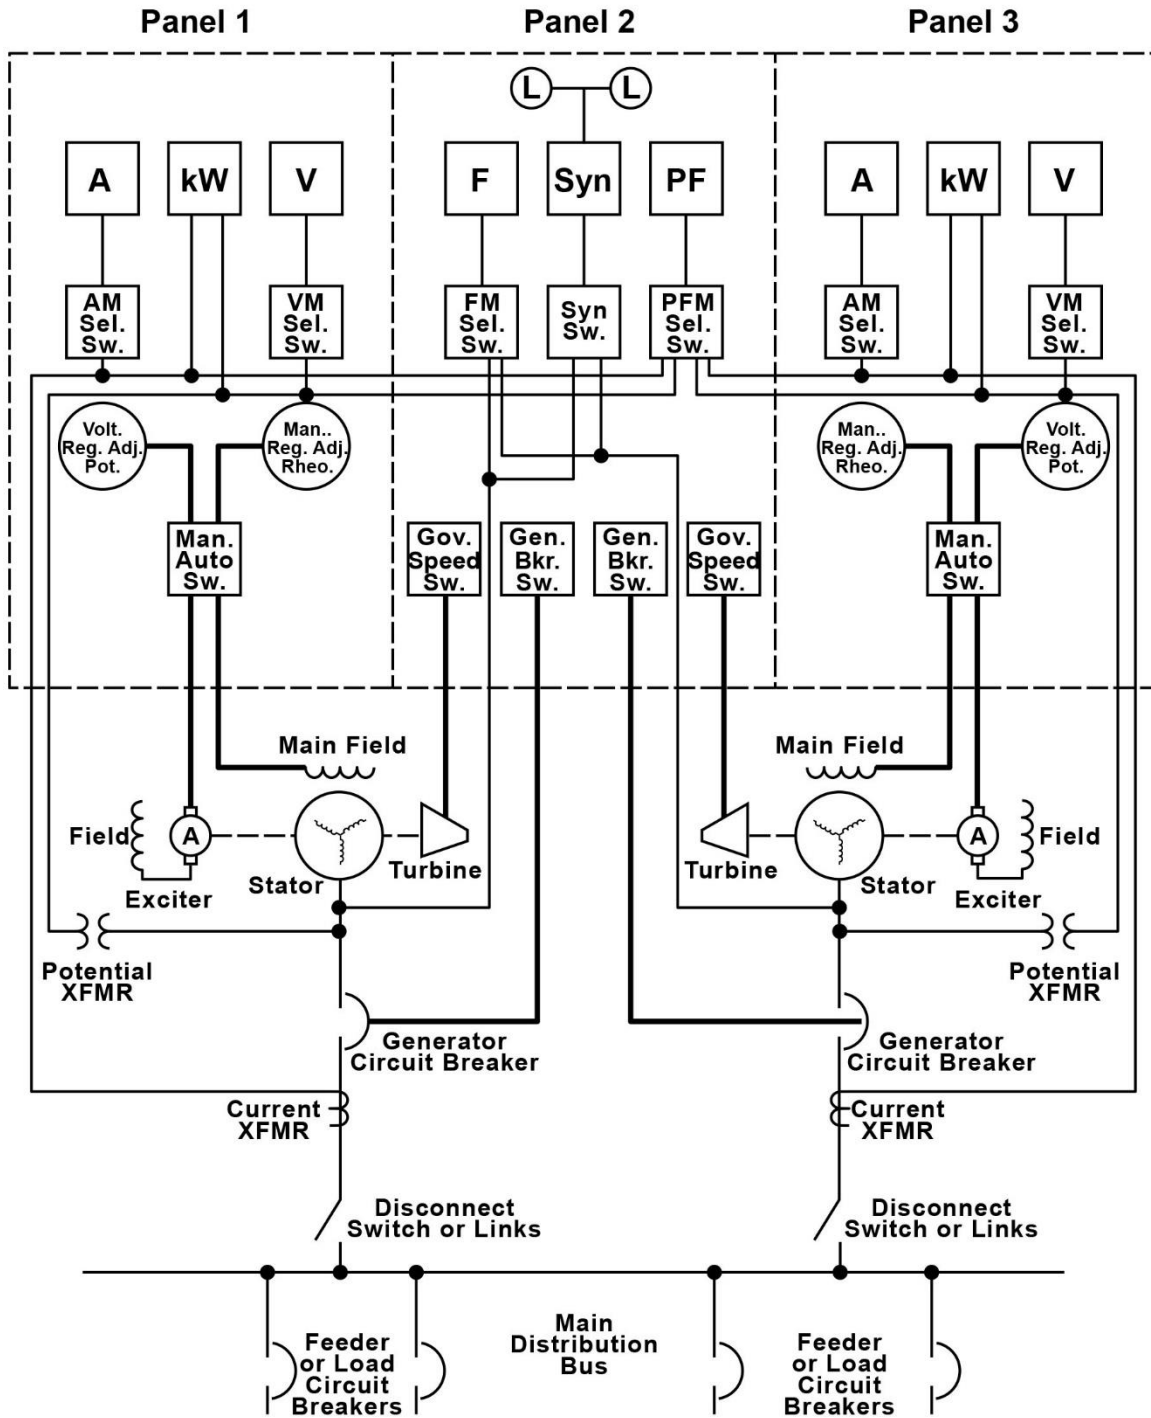 Panel 1
Panel 2
Panel 3
L
L
A
kW
V
F
Syn
PF
A
kW
V
AM
Sel.
Sw.
VM
Sel.
Sw.
FM
Sel.
Sw.
Syn
Sw.
PFM
Sel.
Sw.
AM
Sel.
Sw.
VM
Sel.
Sw.
Volt.
Reg. Adj.
Pot.
Man..
Reg. Adj.
Rheo.
Man..
Reg. Adj.
Rheo.
Volt.
Reg. Adj.
Pot.
Man.
Auto
Sw.
Gov.
Speed
Sw.
Gen.
Bkr.
Sw.
Gen.
Bkr.
Sw.
Gov.
Speed
Sw.
Man.
Auto
Sw.
Main Field
Main Field
Field
A
Exciter
Stator
Turbine
Turbine
Stator
A
Exciter
Field
Potential
XFMR
Potential
XFMR
Generator
Circuit Breaker
Generator
Circuit Breaker
Current
XFMR
Current
XFMR
Disconnect
Switch or Links
Disconnect
Switch or Links
Feeder
or Load
Circuit
Breakers
Main
Distribution
Bus
Feeder
or Load
Circuit
Breakers